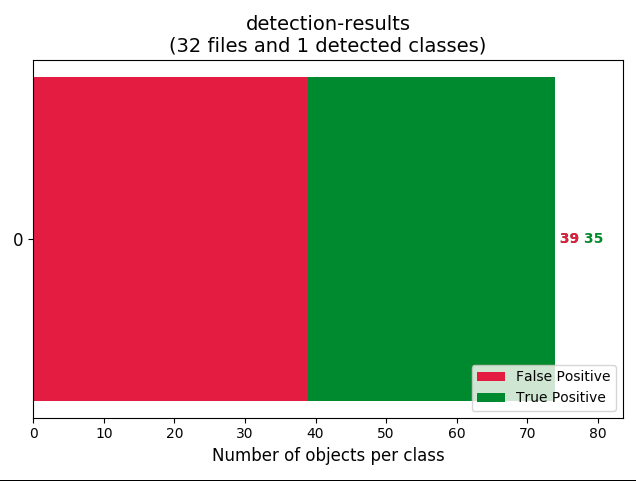 detection-results
(32 files and 1 detected classes)
0
39 35
False Positive
True Positive
0 10 20 30 40 50 60 70 80
Number of objects per class